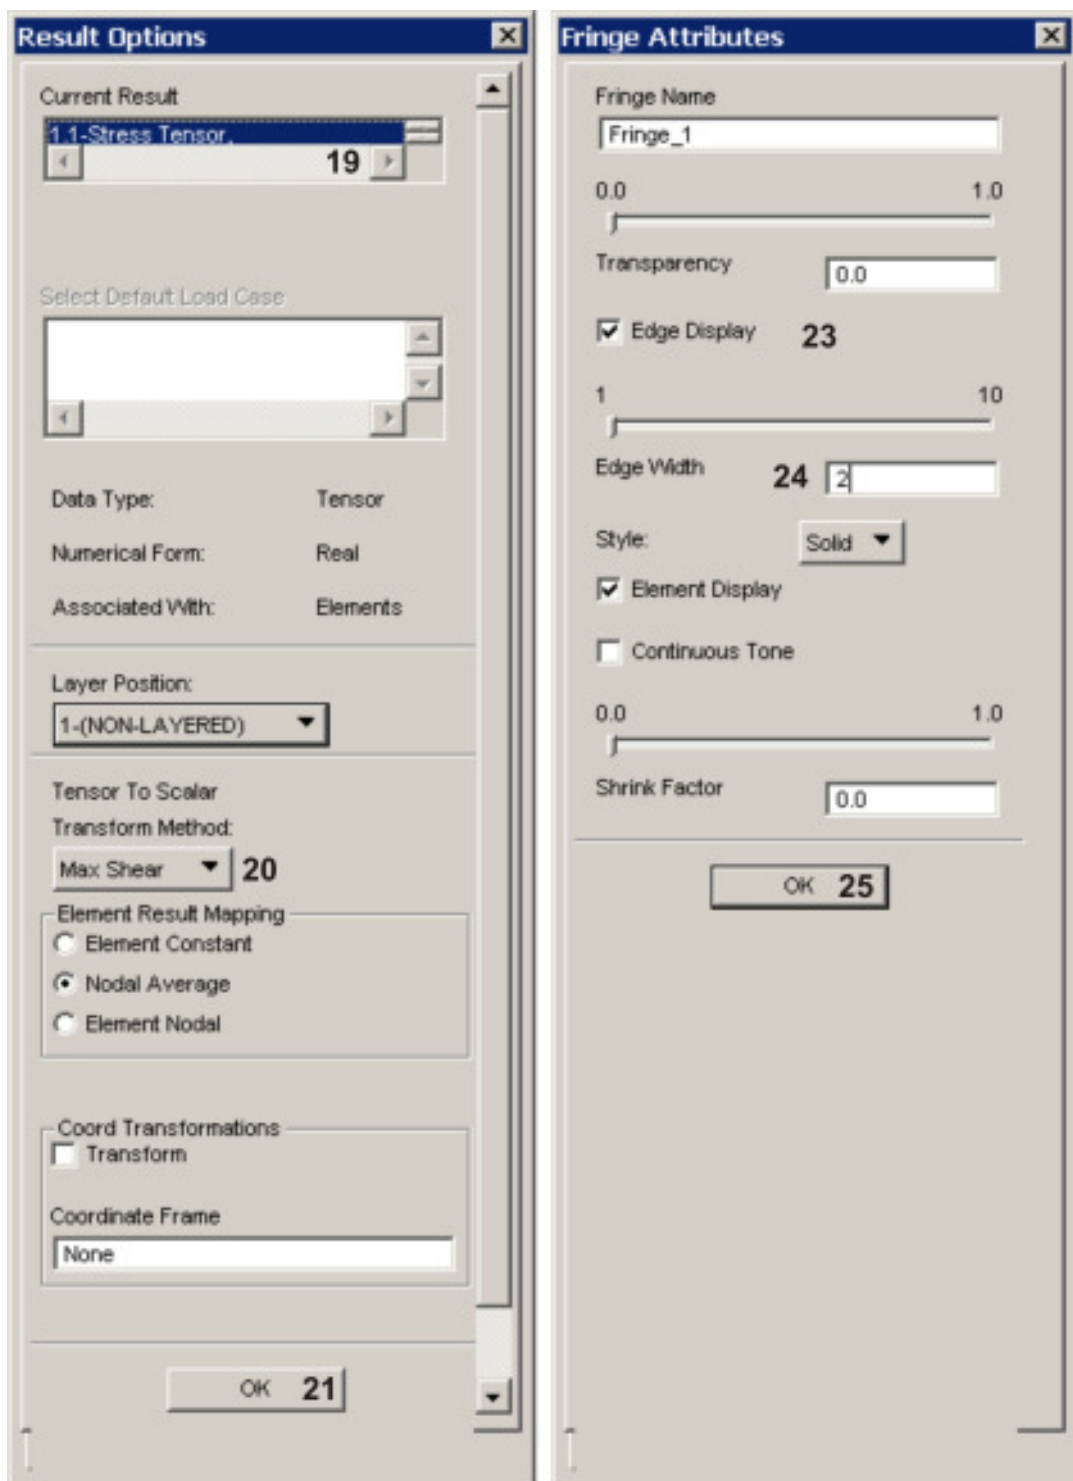 Result Options
Current Result
1.1-Stress Tensor,
19
Select Default Load Case
Data Type: Tensor
Numerical Form: Real
Associated With: Elements
Layer Position:
1-(NON-LAYERED)
Tensor To Scalar
Transform Method:
Max Shear 20
Element Result Mapping
Element Constant
Nodal Average
Element Nodal
Coord Transformations
Transform
Coordinate Frame
None
OK 21
Fringe Attributes
Fringe Name
Fringe_1
0.0 1.0
Transparency 0.0
Edge Display 23
1 10
Edge Width 24 2
Style: Solid
Element Display
Continuous Tone
0.0 1.0
Shrink Factor 0.0
OK 25